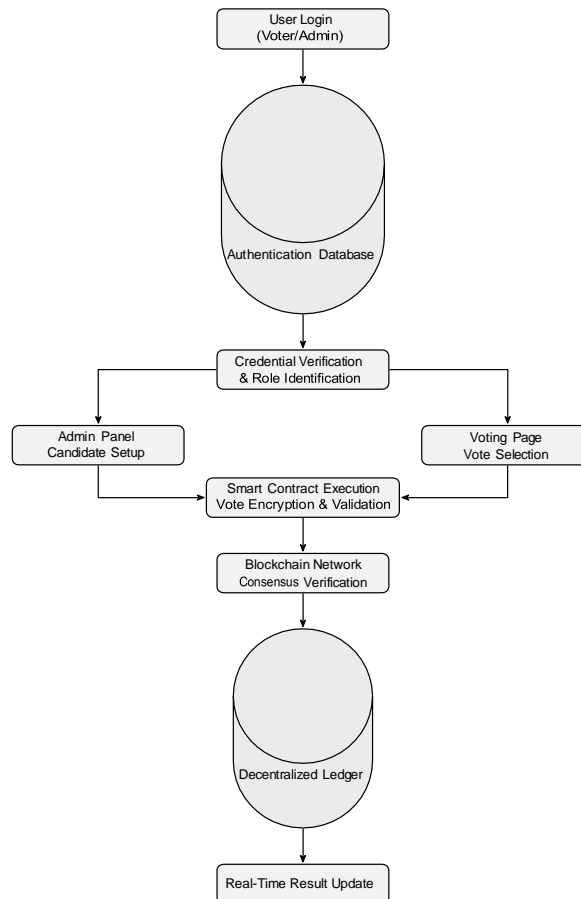 User Login
(Voter/Admin)
Authentication Database
Credential Verification
& Role Identification
Admin Panel
Candidate Setup
Voting Page
Vote Selection
Smart Contract Execution
Vote Encryption & Validation
Blockchain Network
Consensus Verification
Decentralized Ledger
Real-Time Result Update